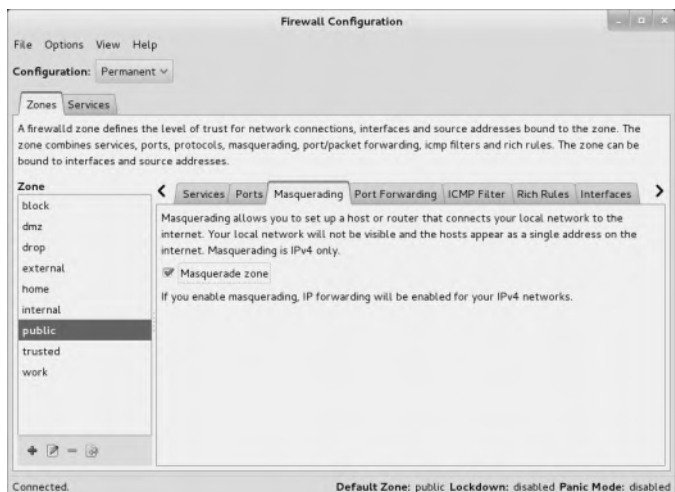 Firewall Configuration
File Options View Help
Configuration: Permanent
Zones Services
A firewalld zone defines the level of trust for network connections, interfaces and source addresses bound to the zone. The
zone combines services, ports, protocols, masquerading, port/packet forwarding, icmp filters and rich rules. The zone can be
bound to interfaces and source addresses.
Zone
block
dmz
drop
external
home
internal
public
trusted
work
Services Ports Masquerading Port Forwarding ICMP Filter Rich Rules Interfaces
Masquerading allows you to set up a host or router that connects your local network to the
internet. Your local network will not be visible and the hosts appear as a single address on the
internet. Masquerading is IPv4 only.
Masquerade zone
If you enable masquerading, IP forwarding will be enabled for your IPv4 networks.
Connected.
Default Zone: public Lockdown: disabled Panic Mode: disabled